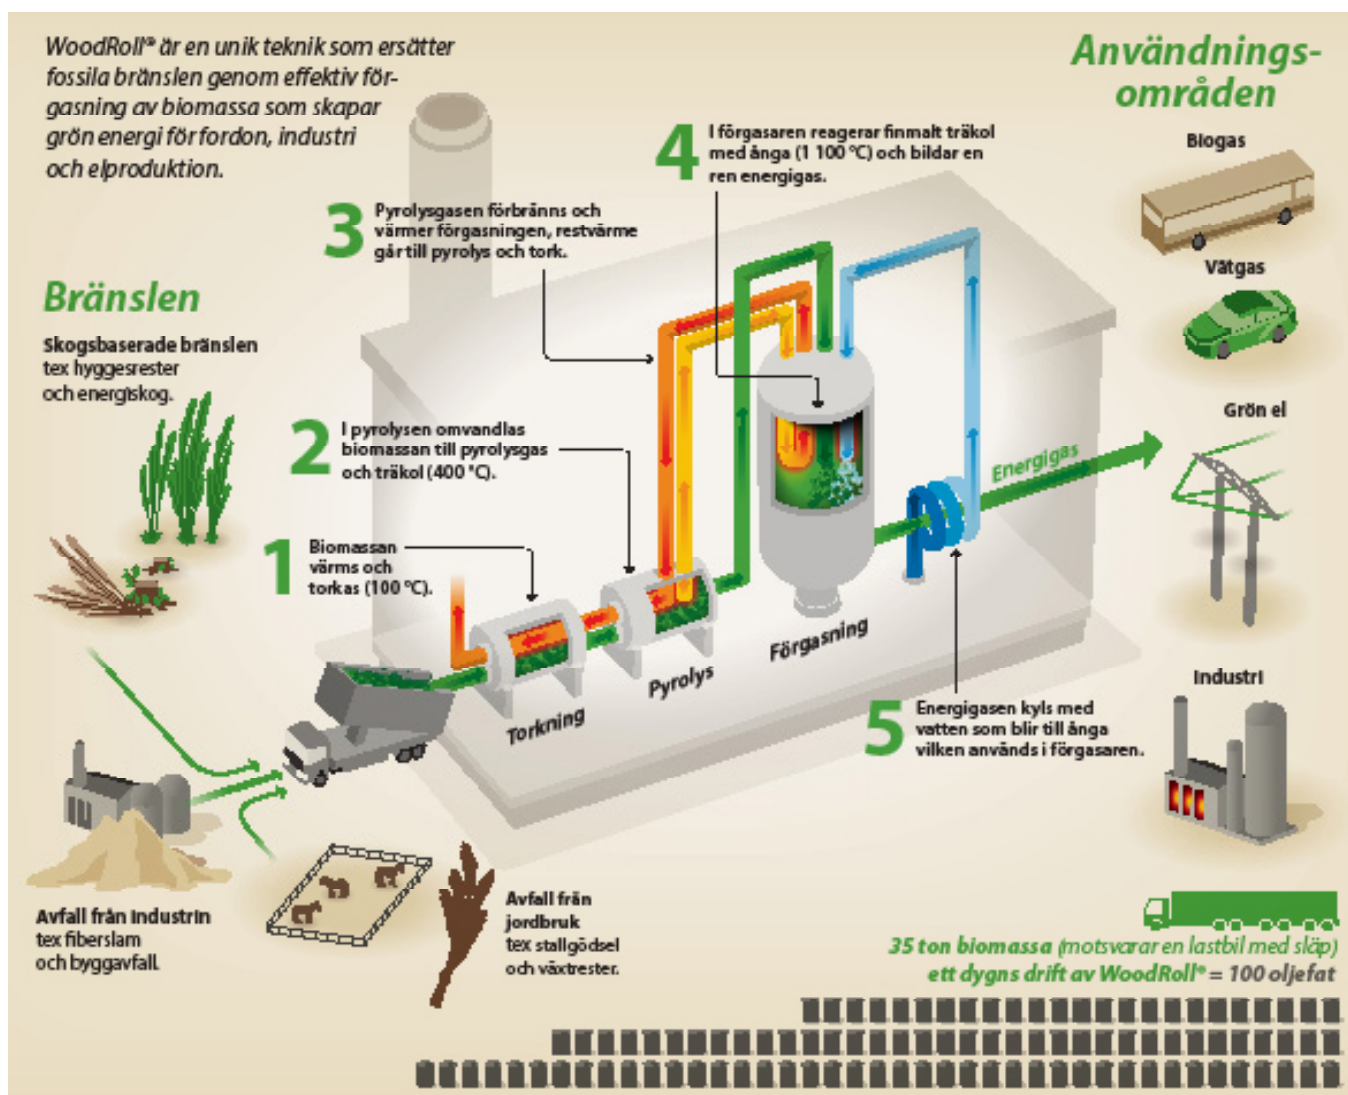 WoodRoll® är en unik teknik som ersätter
fossila bränslen genom effektiv för-
gasning av biomassa som skapar
grön energi för fordon, industri
och elproduktion.
Användnings-
områden
Biogas
Vätgas
Grön el
Industri
4
I förgasaren reagerar finmalt träkol
med ånga (1 100 °C) och bildar en
ren energigas.
3
Pyrolysgasen förbränns och
värmer förgasningen, restvärme
går till pyrolys och tork.
Bränslen
Skogsbaserade bränslen
tex hyggesrester
och energiskog.
2
I pyrolysen omvandlas
biomassan till pyrolysgas
och träkol (400 °C).
1
Biomassan
värms och
torkas (100 °C).
Energigas
Torkning
Pyrolys
Förgasning
5
Energigasen kyls med
vatten som blir till ånga
vilken används i förgasaren.
Avfall från industrin
tex fiberslam
och byggavfall.
Avfall från
jordbruk
tex stallgödsel
och växtrester.
35 ton biomassa (motsvarar en lastbil med släp)
ett dygns drift av WoodRoll® = 100 oljefat